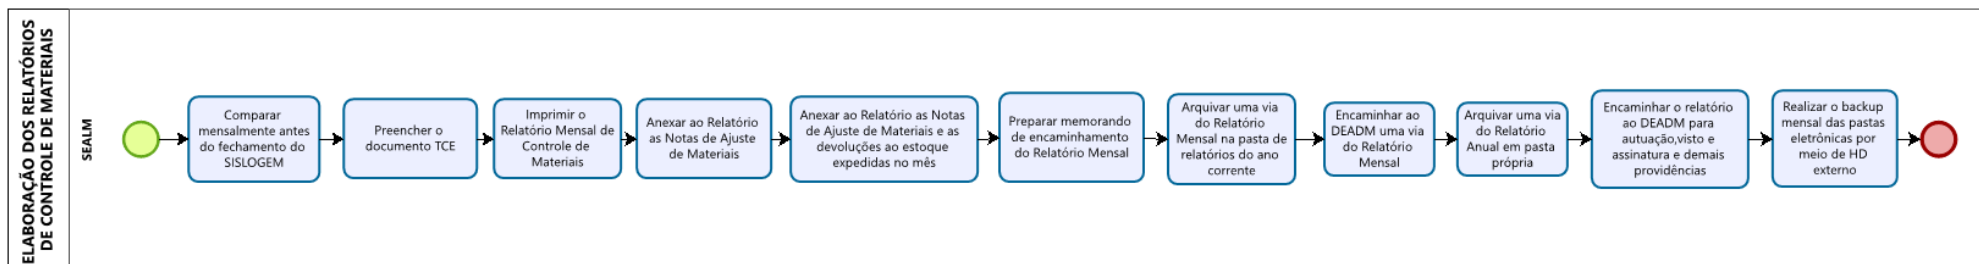 ELABORAÇÃO DOS RELATÓRIOS
DE CONTROLE DE MATERIAIS
SEALM
Comparar
mensalmente antes
do fechamento do
SISLOGEM
Preencher o
documento TCE
Imprimir o
Relatório Mensal de
Controle de
Materiais
Anexar ao Relatório
as Notas de Ajuste
de Materiais
Anexar ao Relatório as Notas
de Ajuste de Materiais e as
devoluções ao estoque
expedidas no mês
Preparar memorando
de encaminhamento
do Relatório Mensal
Arquivar uma via
do Relatório
Mensal na pasta de
relatórios do ano
corrente
Encaminhar ao
DEADM uma via
do Relatório
Mensal
Arquivar uma via
do Relatório
Anual em pasta
própria
Encaminhar o relatório
ao DEADM para
autuação,visto e
assinatura e demais
providências
Realizar o backup
mensal das pastas
eletrônicas por
meio de HD
externo